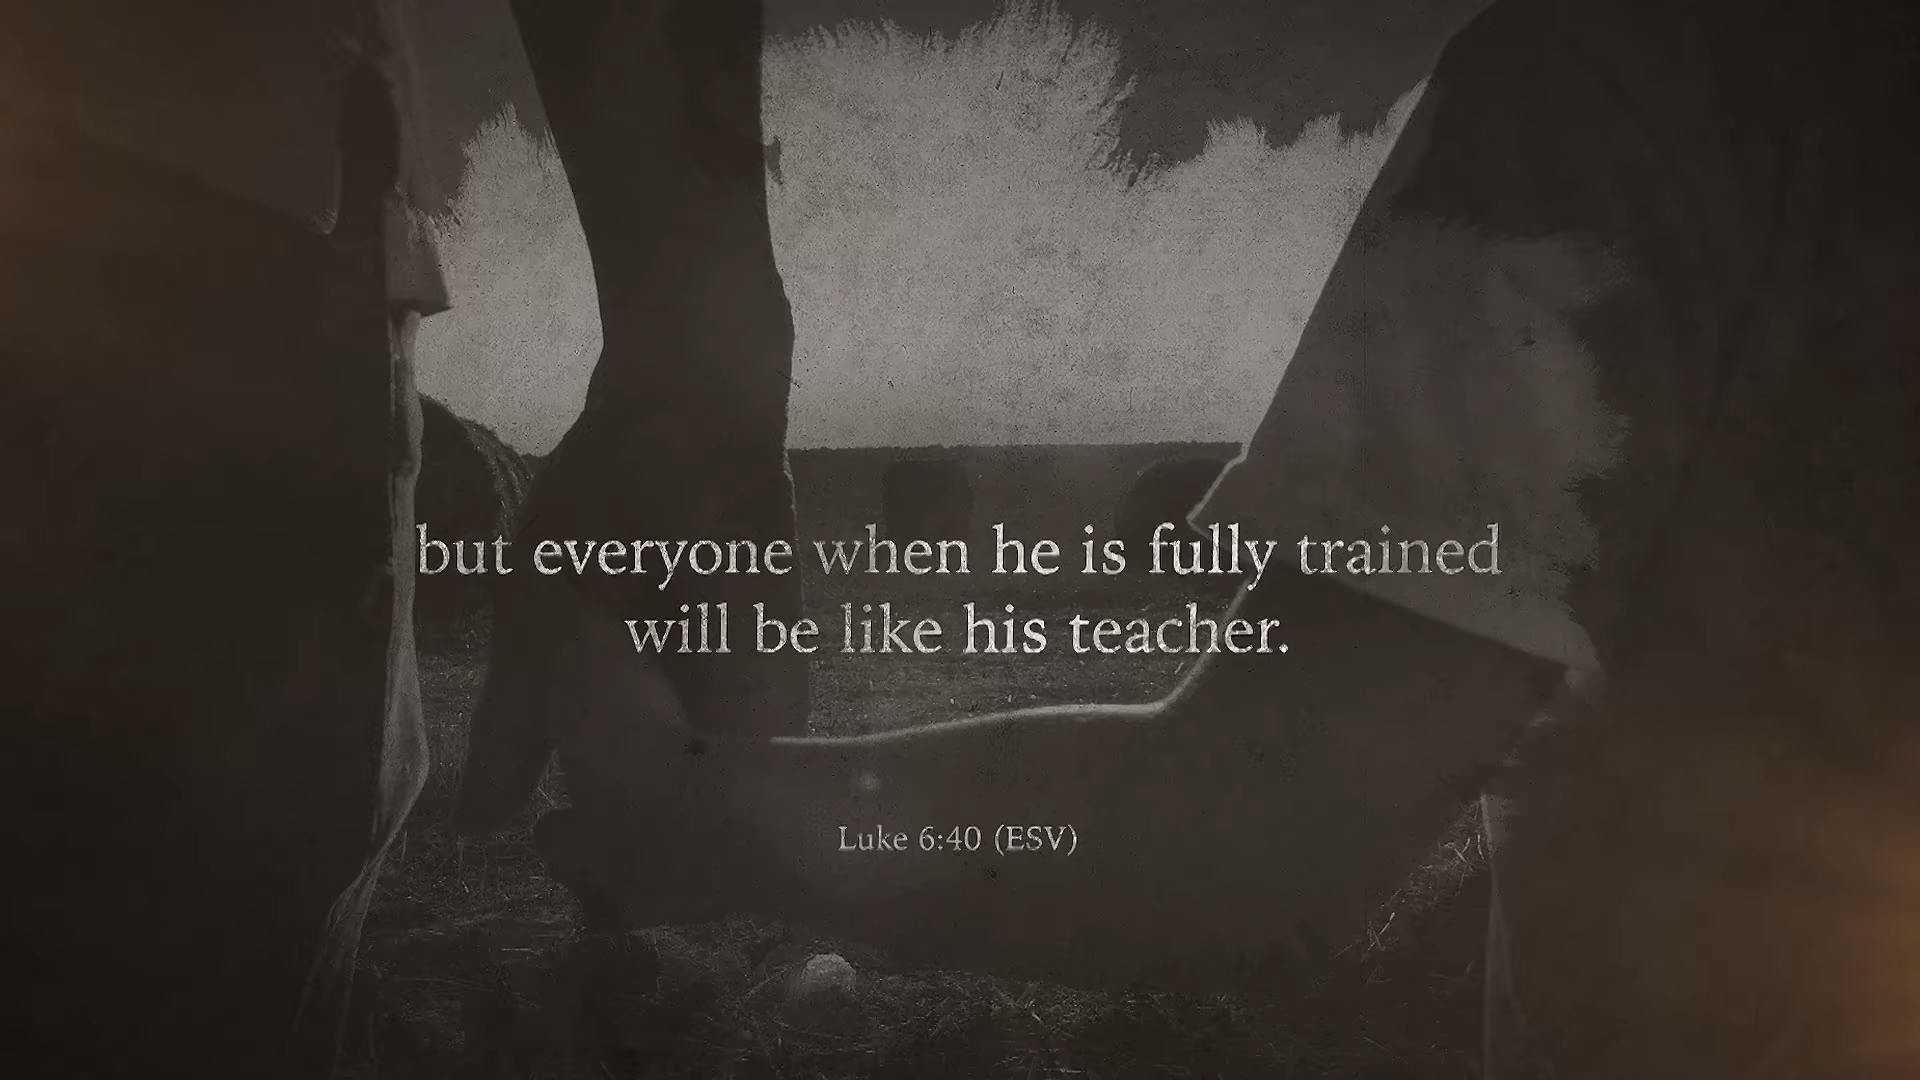 but everyone when he is fully trained
will be like his teacher.
Luke 6:40 (ESV)